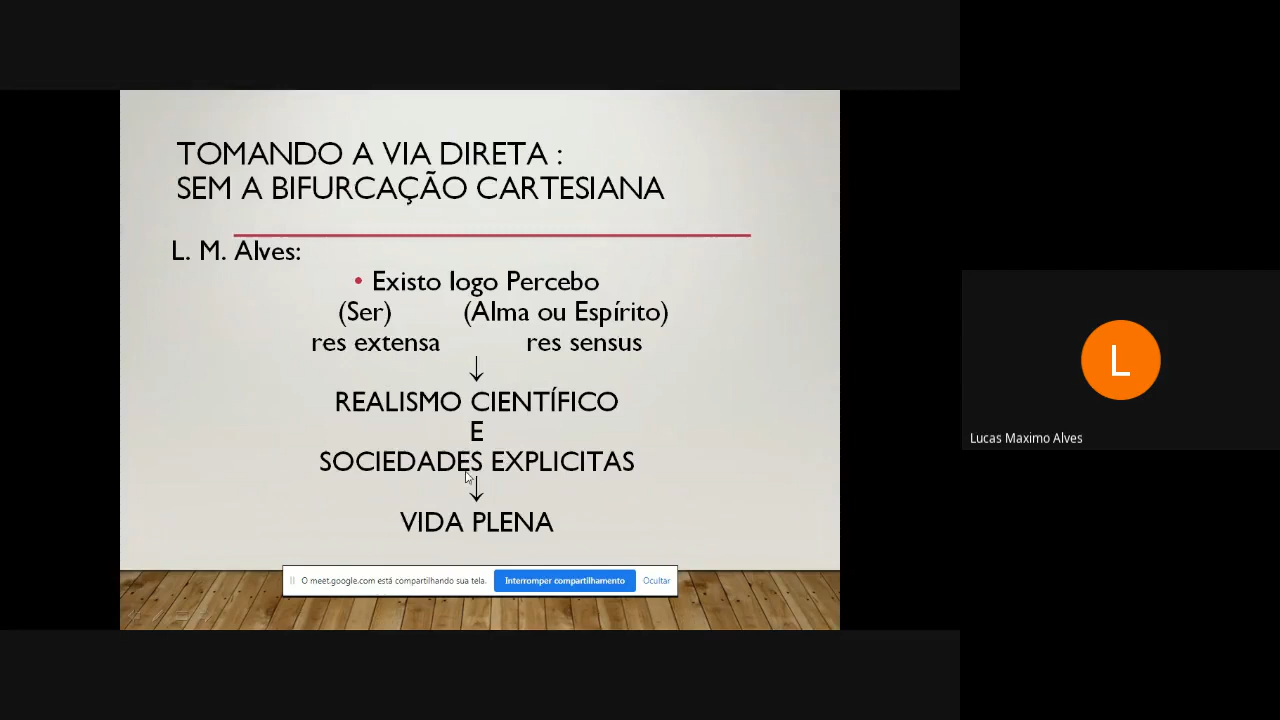 TOMANDO A VIA DIRETA :
SEM A BIFURCAÇÃO CARTESIANA
L. M. Alves:
• Existo logo Percebo
(Ser) (Alma ou Espírito)
res extensa res sensus
↓
REALISMO CIENTÍFICO
E
SOCIEDADES EXPLICITAS
↓
VIDA PLENA
O meet.google.com está compartilhando sua tela. Interromper compartilhamento Ocultar
L
Lucas Maximo Alves